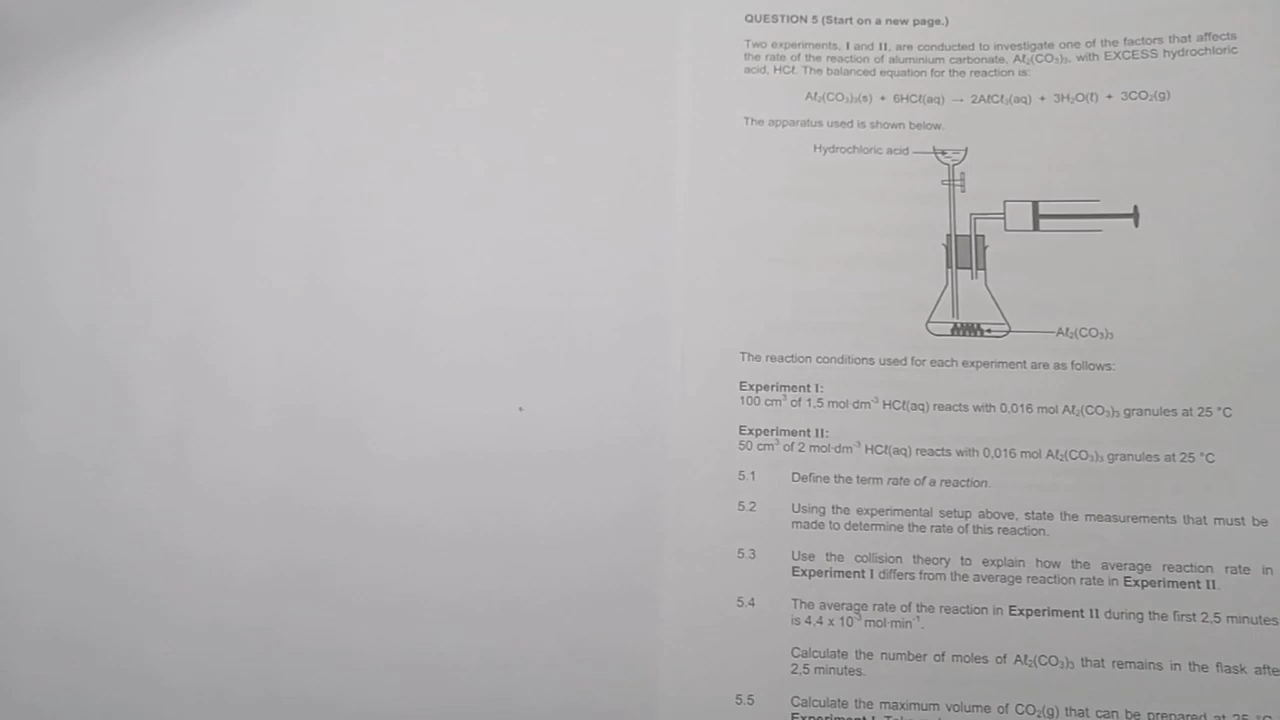 QUESTION 5 (Start on a new page.)
Two experiments, I and II, are conducted to investigate one of the factors that affects
the rate of the reaction of aluminium carbonate, Aℓ₂(CO₃)₃, with EXCESS hydrochloric
acid, HCℓ. The balanced equation for the reaction is:
Aℓ₂(CO₃)₃(s) + 6HCℓ(aq) → 2AℓCℓ₃(aq) + 3H₂O(ℓ) + 3CO₂(g)
The apparatus used is shown below.
Hydrochloric acid
Aℓ₂(CO₃)₃
The reaction conditions used for each experiment are as follows:
Experiment I:
100 cm³ of 1,5 mol·dm⁻³ HCℓ(aq) reacts with 0,016 mol Aℓ₂(CO₃)₃ granules at 25 °C
Experiment II:
50 cm³ of 2 mol·dm⁻³ HCℓ(aq) reacts with 0,016 mol Aℓ₂(CO₃)₃ granules at 25 °C
5.1 Define the term rate of a reaction.
5.2 Using the experimental setup above, state the measurements that must be
made to determine the rate of this reaction.
5.3 Use the collision theory to explain how the average reaction rate in
Experiment I differs from the average reaction rate in Experiment II.
5.4 The average rate of the reaction in Experiment II during the first 2,5 minutes
is 4,4 x 10⁻³ mol·min⁻¹.
Calculate the number of moles of Aℓ₂(CO₃)₃ that remains in the flask afte
2,5 minutes.
5.5 Calculate the maximum volume of CO₂(g) that can be prepared at 25 °C
Experiment I.